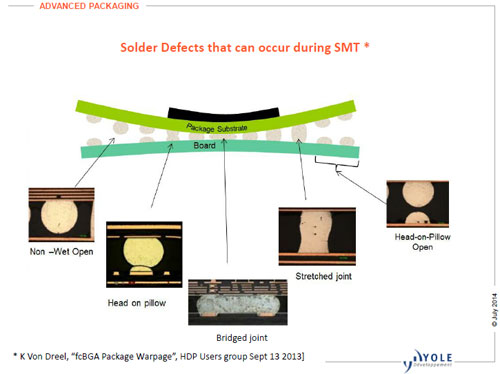 ADVANCED PACKAGING
Solder Defects that can occur during SMT *
Package Substrate
Board
Non –Wet Open
Head on pillow
Bridged joint
Stretched joint
Head-on-Pillow
Open
© July 2014
* K Von Dreel, "fcBGA Package Warpage", HDP Users group Sept 13 2013]
YOLE
Développement